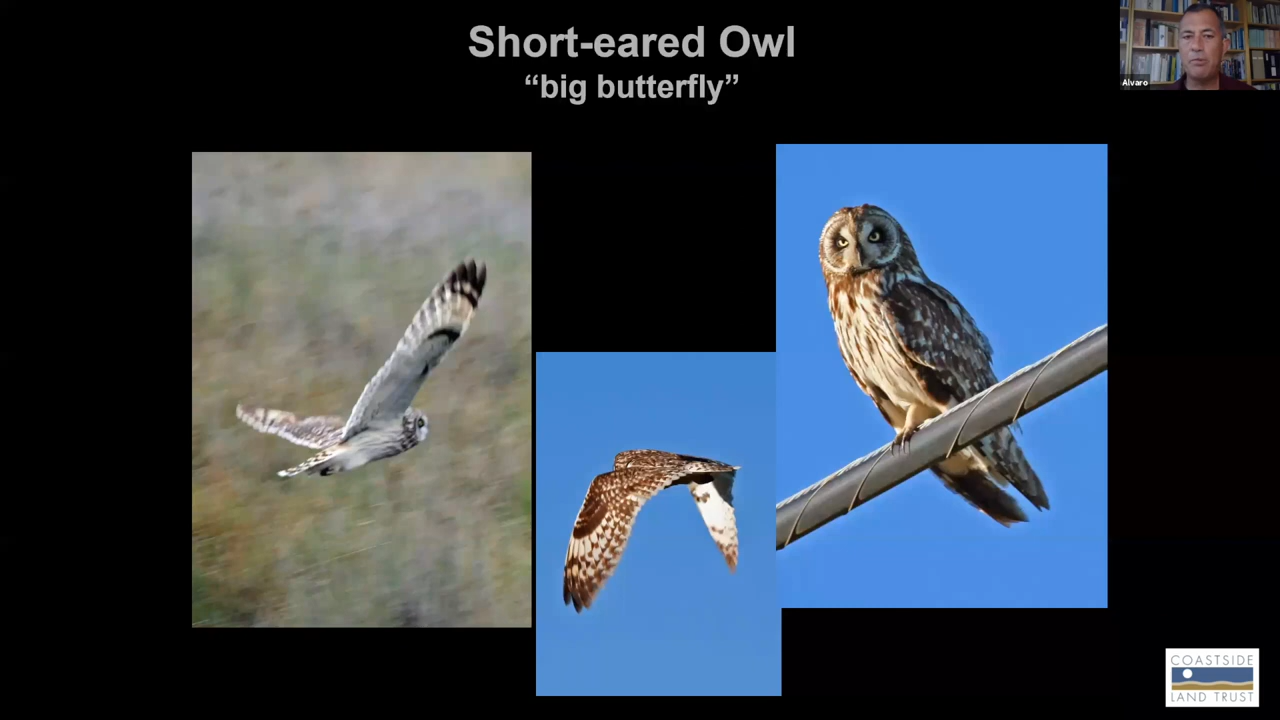 Short-eared Owl
“big butterfly”
Alvaro
COASTSIDE
LAND TRUST